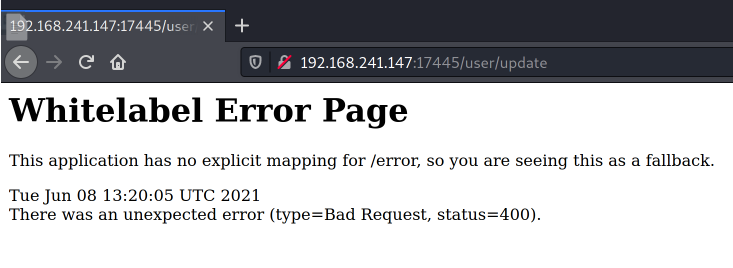 192.168.241.147:17445/user
192.168.241.147:17445/user/update
Whitelabel Error Page
This application has no explicit mapping for /error, so you are seeing this as a fallback.
Tue Jun 08 13:20:05 UTC 2021
There was an unexpected error (type=Bad Request, status=400).